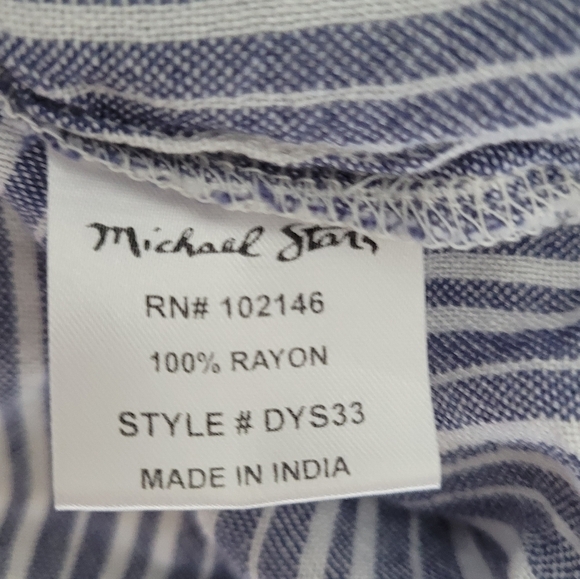 Michael Stars
RN# 102146
100% RAYON
STYLE # DYS33
MADE IN INDIA